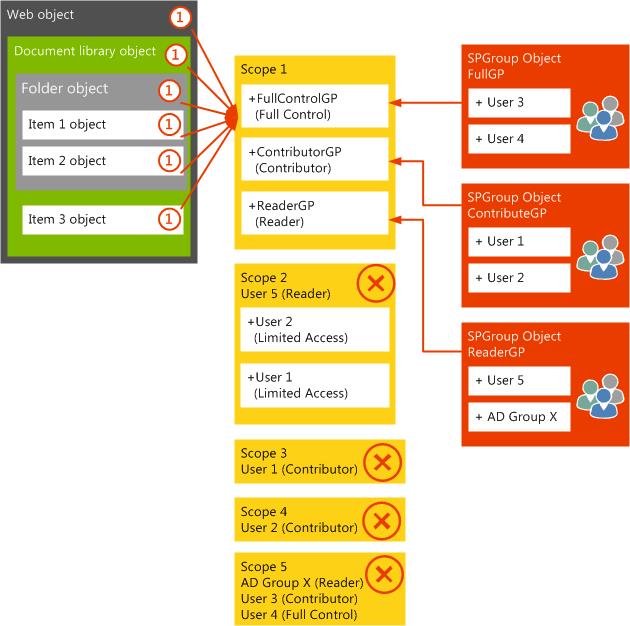 Web object
1
Document library object
1
Folder object
1
Item 1 object
1
Item 2 object
1
Item 3 object
1
Scope 1
+FullControlGP
(Full Control)
+ContributorGP
(Contributor)
+ReaderGP
(Reader)
Scope 2
User 5 (Reader)
+User 2
(Limited Access)
+User 1
(Limited Access)
Scope 3
User 1 (Contributor)
Scope 4
User 2 (Contributor)
Scope 5
AD Group X (Reader)
User 3 (Contributor)
User 4 (Full Control)
SPGroup Object
FullGP
+ User 3
+ User 4
SPGroup Object
ContributeGP
+ User 1
+ User 2
SPGroup Object
ReaderGP
+ User 5
+ AD Group X